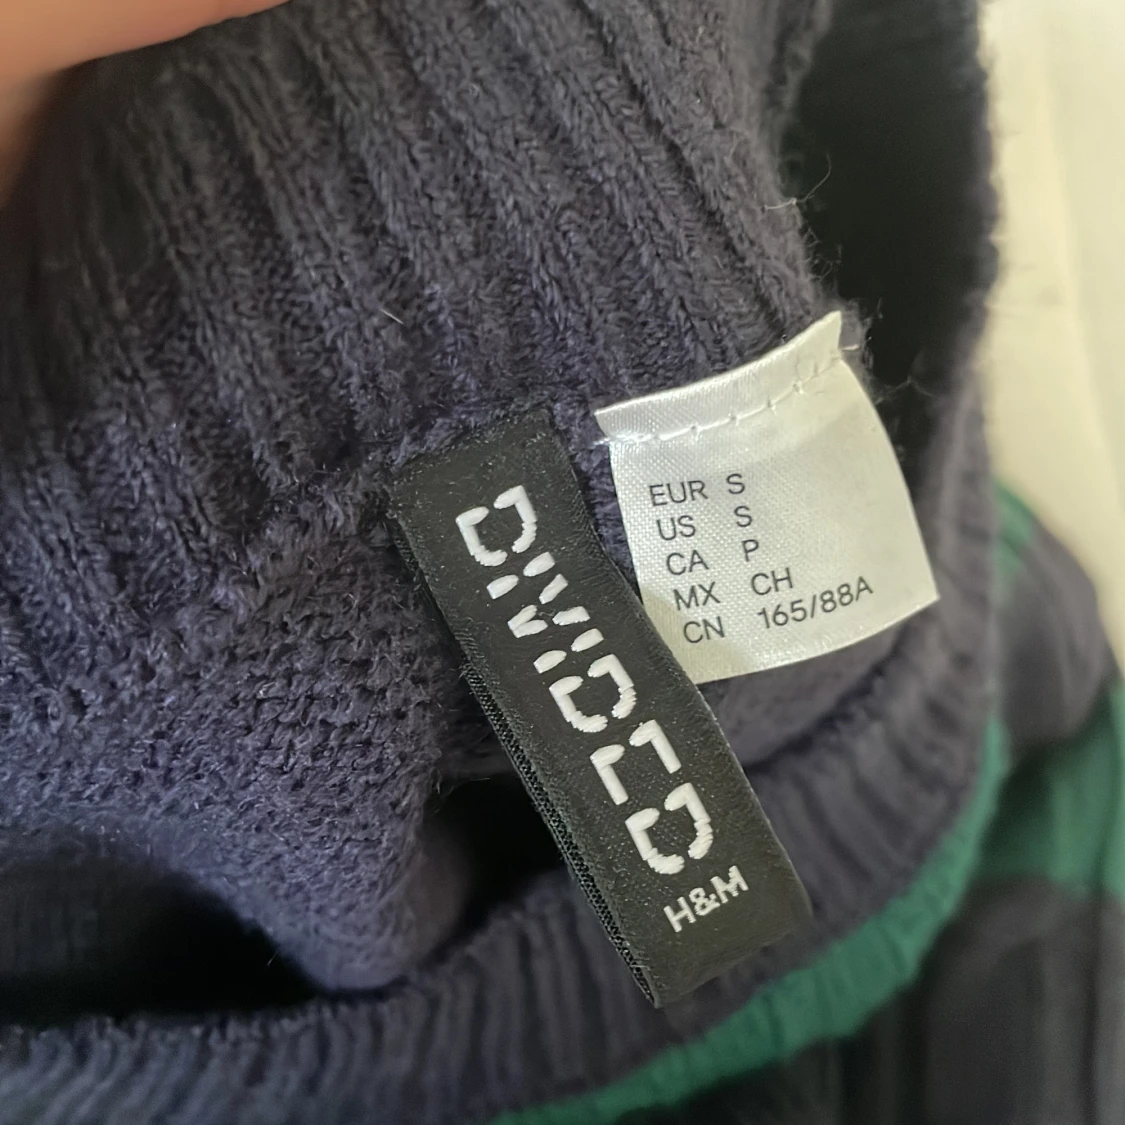 DIVIDED
H&M
EUR S
US S
CA P
MX CH
CN 165/88A